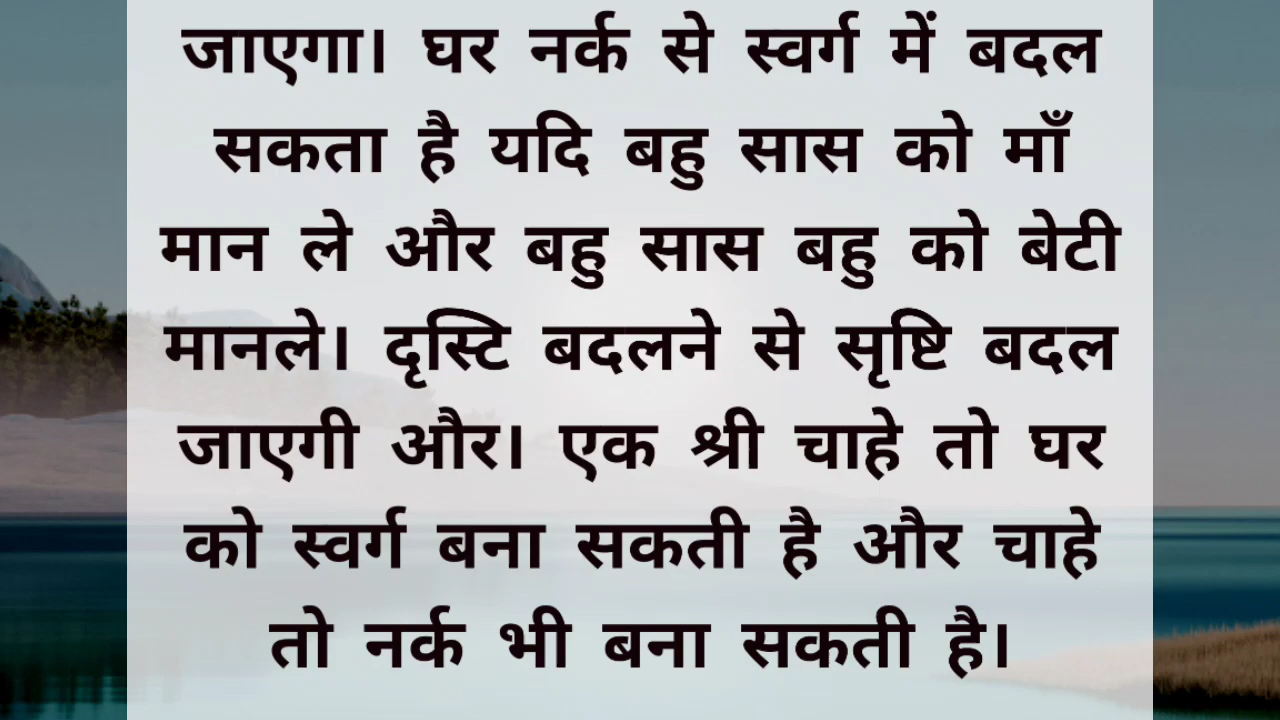 जाएगा। घर नर्क से स्वर्ग में बदल
सकता है यदि बहु सास को माँ
मान ले और बहु सास बहु को बेटी
मानले। दृस्टि बदलने से सृष्टि बदल
जाएगी और। एक श्री चाहे तो घर
को स्वर्ग बना सकती है और चाहे
तो नर्क भी बना सकती है।